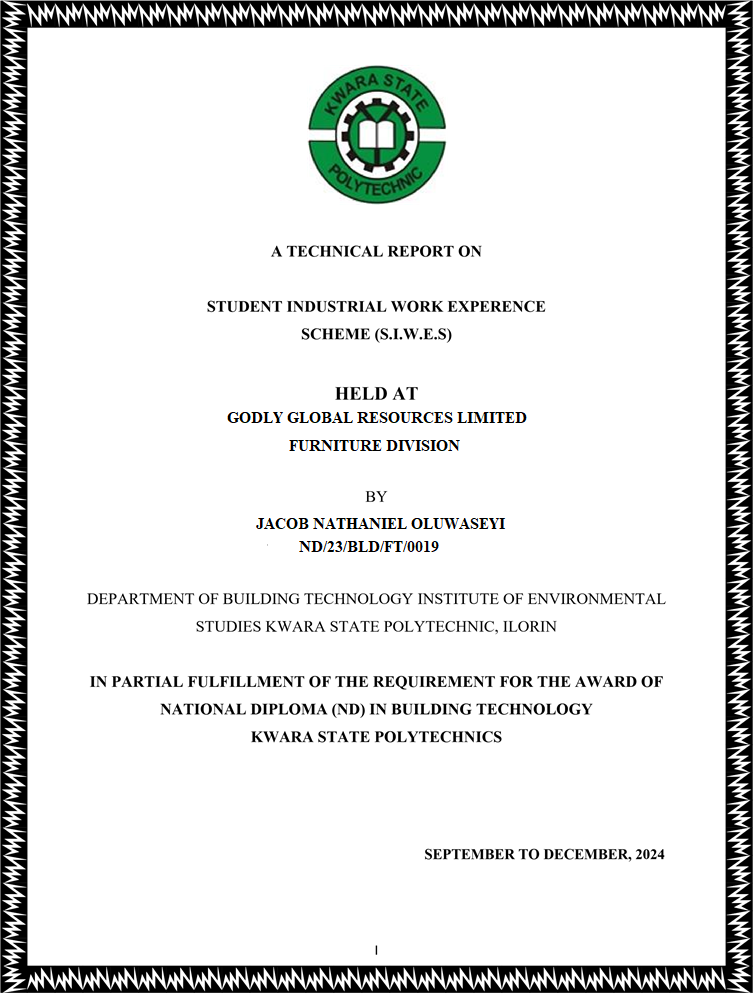 KWARA STATE
POLYTECHNIC
A TECHNICAL REPORT ON
STUDENT INDUSTRIAL WORK EXPERENCE
SCHEME (S.I.W.E.S)
HELD AT
GODLY GLOBAL RESOURCES LIMITED
FURNITURE DIVISION
BY
JACOB NATHANIEL OLUWASEYI
ND/23/BLD/FT/0019
DEPARTMENT OF BUILDING TECHNOLOGY INSTITUTE OF ENVIRONMENTAL
STUDIES KWARA STATE POLYTECHNIC, ILORIN
IN PARTIAL FULFILLMENT OF THE REQUIREMENT FOR THE AWARD OF
NATIONAL DIPLOMA (ND) IN BUILDING TECHNOLOGY
KWARA STATE POLYTECHNICS
SEPTEMBER TO DECEMBER, 2024
I